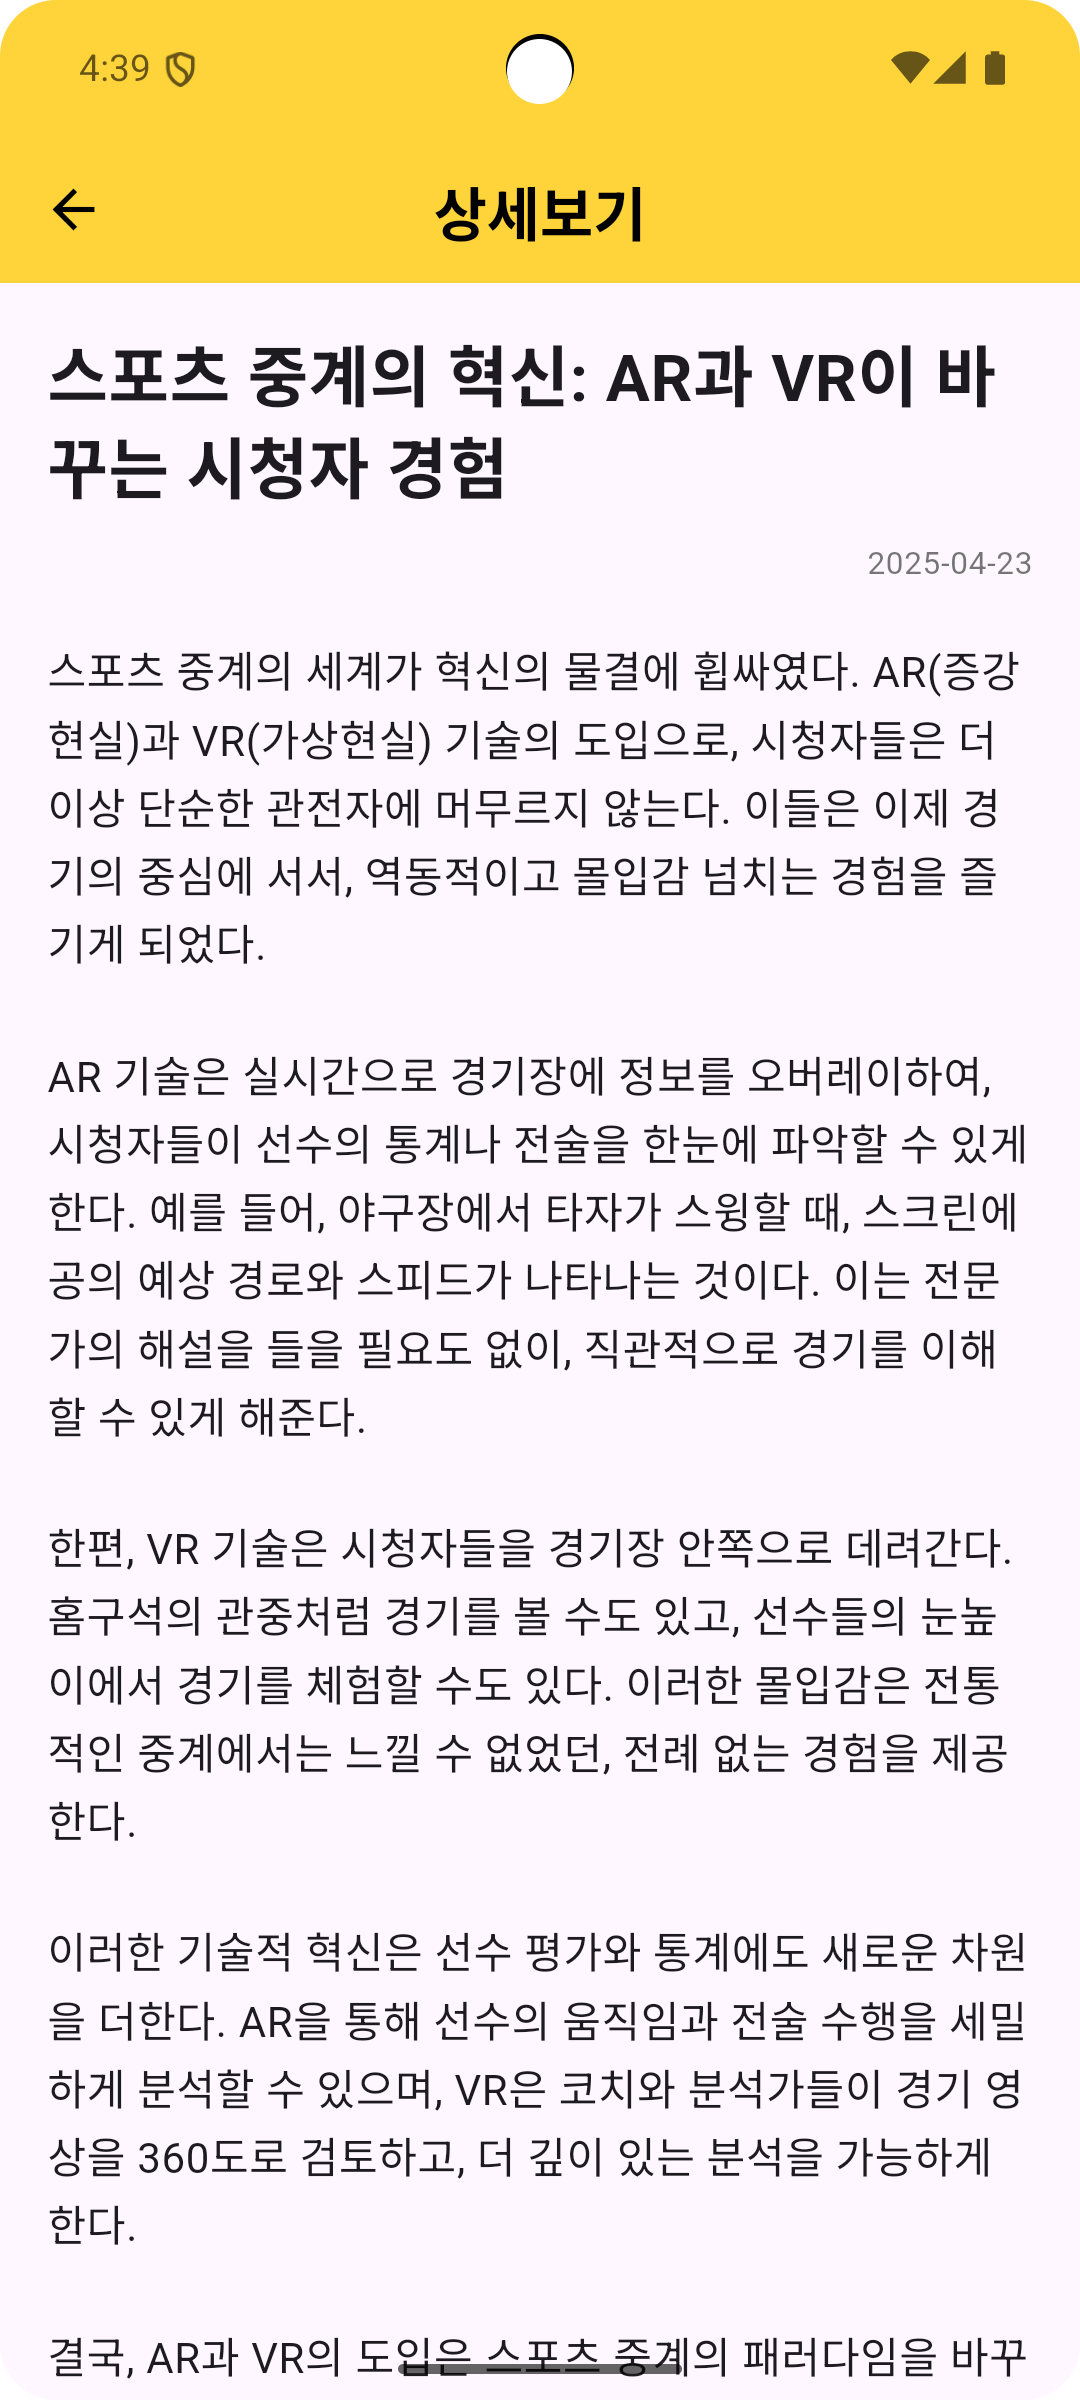 4:39
상세보기
스포츠 중계의 혁신: AR과 VR이 바
꾸는 시청자 경험
2025-04-23
스포츠 중계의 세계가 혁신의 물결에 휩싸였다. AR(증강
현실)과 VR(가상현실) 기술의 도입으로, 시청자들은 더
이상 단순한 관전자에 머무르지 않는다. 이들은 이제 경
기의 중심에 서서, 역동적이고 몰입감 넘치는 경험을 즐
기게 되었다.
AR 기술은 실시간으로 경기장에 정보를 오버레이하여,
시청자들이 선수의 통계나 전술을 한눈에 파악할 수 있게
한다. 예를 들어, 야구장에서 타자가 스윙할 때, 스크린에
공의 예상 경로와 스피드가 나타나는 것이다. 이는 전문
가의 해설을 들을 필요도 없이, 직관적으로 경기를 이해
할 수 있게 해준다.
한편, VR 기술은 시청자들을 경기장 안쪽으로 데려간다.
홈구석의 관중처럼 경기를 볼 수도 있고, 선수들의 눈높
이에서 경기를 체험할 수도 있다. 이러한 몰입감은 전통
적인 중계에서는 느낄 수 없었던, 전례 없는 경험을 제공
한다.
이러한 기술적 혁신은 선수 평가와 통계에도 새로운 차원
을 더한다. AR을 통해 선수의 움직임과 전술 수행을 세밀
하게 분석할 수 있으며, VR은 코치와 분석가들이 경기 영
상을 360도로 검토하고, 더 깊이 있는 분석을 가능하게
한다.
결국, AR과 VR의 도입은 스포츠 중계의 패러다임을 바꾸